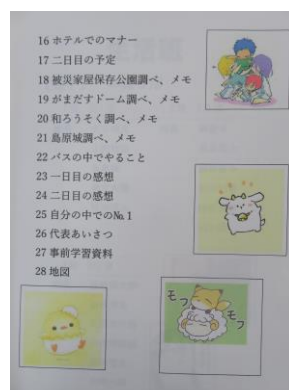 16 ホテルでのマナー
17 二日目の予定
18 被災家屋保存公園調べ、メモ
19 がまだすドーム調べ、メモ
20 和ろうそく調べ、メモ
21 島原城調べ、メモ
22 バスの中でやること
23 一日目の感想
24 二日目の感想
25 自分の中での№1
26 代表あいさつ
27 事前学習資料
28 地図
モフ
モフ